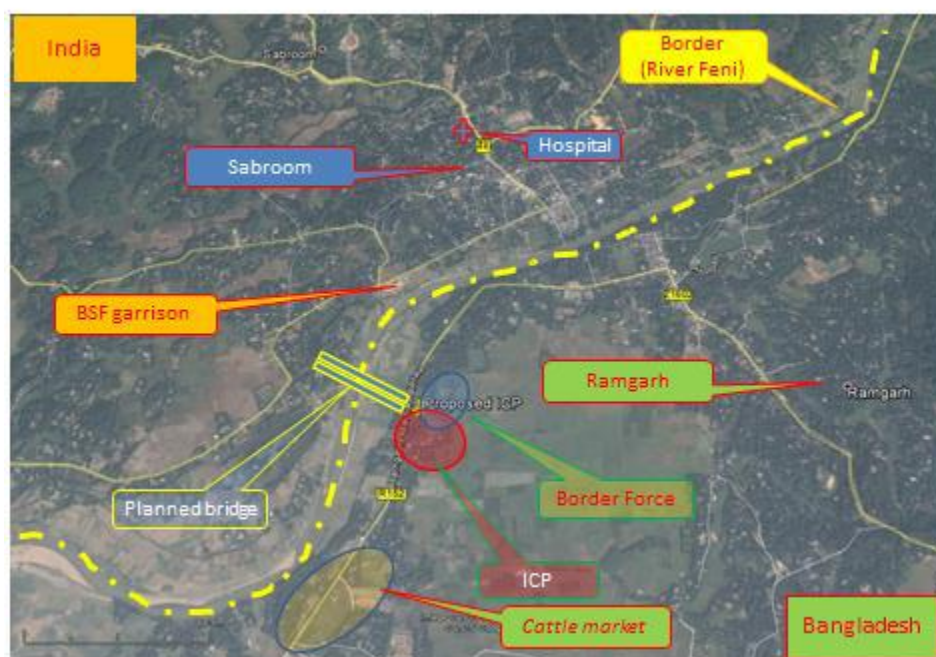 India
Sabroom
Border
(River Feni)
Hospital
Sabroom
BSF garrison
Ramgarh
Ramgarh
Proposed ICP
Border Force
Planned bridge
R152
ICP
Cattle market
Bangladesh